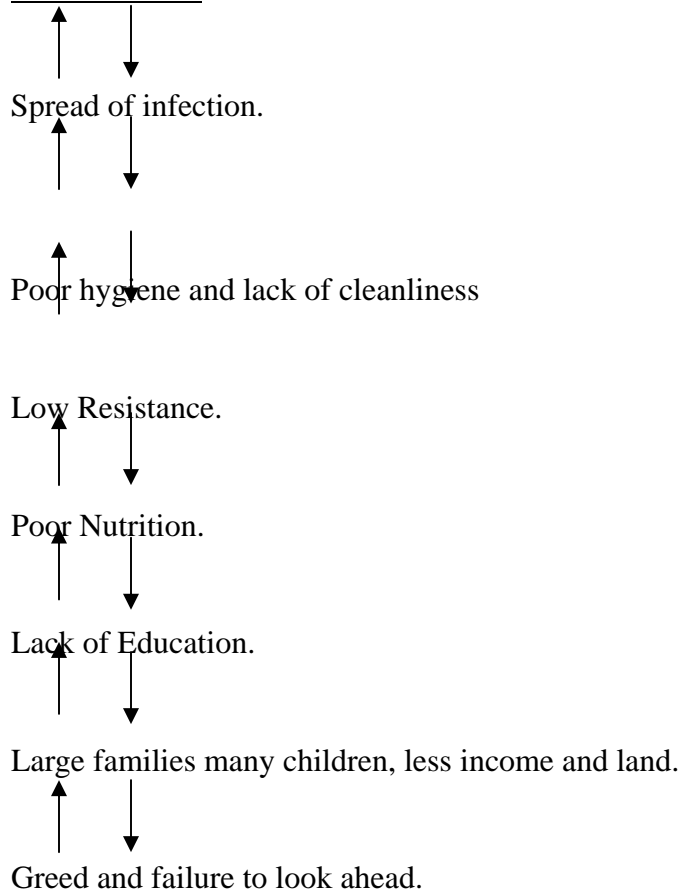 Spread of infection.
Poor hygiene and lack of cleanliness
Low Resistance.
Poor Nutrition.
Lack of Education.
Large families many children, less income and land.
Greed and failure to look ahead.